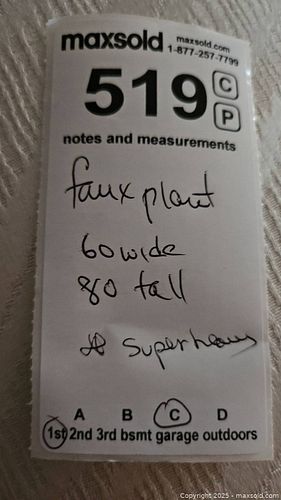 maxsold maxsold.com
1-877-257-7799
519 C
P
notes and measurements
faux plant
60 wide
80 tall
Super heavy
A B C D
1st 2nd 3rd bsmt garage outdoors
Copyright 2025 - maxsold.com